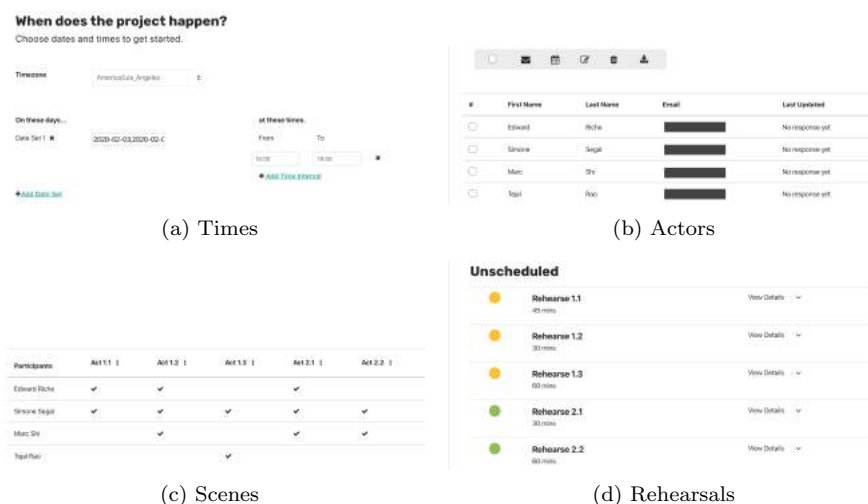 When does the project happen?
Choose dates and times to get started.
Timezone
America/Los_Angeles
On these days...
at these times.
Date Set 1 ✖
2020-02-03,2020-02-0
From
To
Add Time Interval
Add Date Set
(a) Times
# First Name Last Name Email Last Updated
Edward Riche No response yet
Simone Segal No response yet
Marc Shi No response yet
Tejal Rao No response yet
(b) Actors
Participants Act 1.1 Act 1.2 Act 1.3 Act 2.1 Act 2.2
Edward Riche ✔ ✔ ✔
Simone Segal ✔ ✔ ✔ ✔ ✔
Marc Shi ✔ ✔ ✔
Tejal Rao ✔
(c) Scenes
Unscheduled
Rehearse 1.1 View Details
45 mins
Rehearse 1.2 View Details
30 mins
Rehearse 1.3 View Details
60 mins
Rehearse 2.1 View Details
30 mins
Rehearse 2.2 View Details
60 mins
(d) Rehearsals